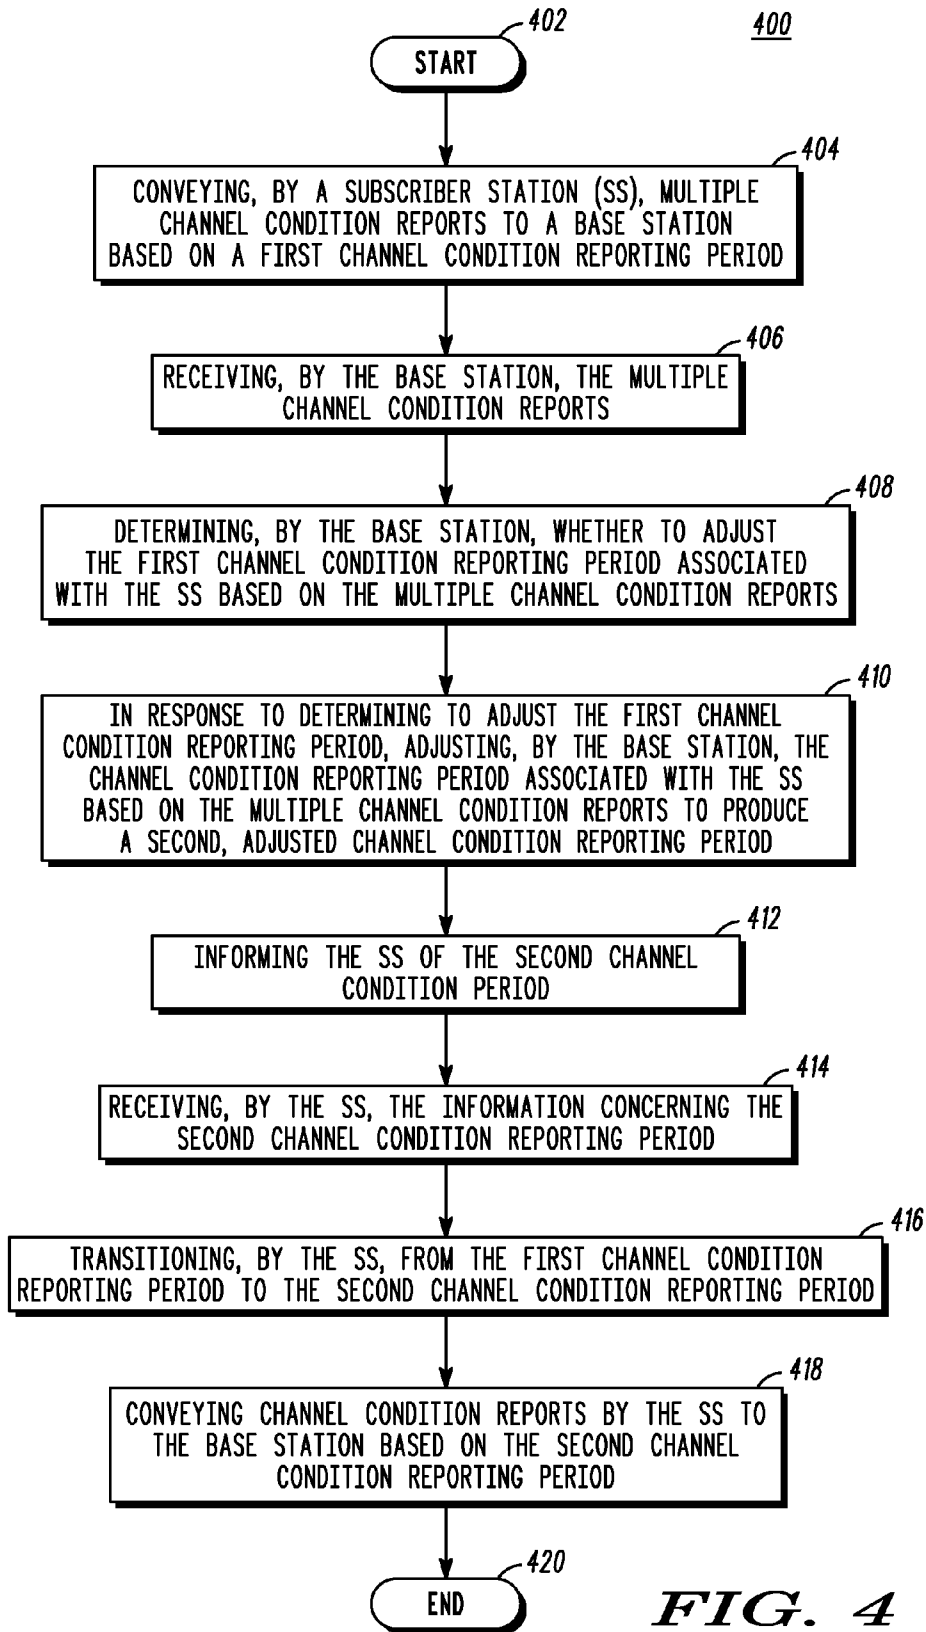 402
400
START
404
CONVEYING, BY A SUBSCRIBER STATION (SS), MULTIPLE
CHANNEL CONDITION REPORTS TO A BASE STATION
BASED ON A FIRST CHANNEL CONDITION REPORTING PERIOD
406
RECEIVING, BY THE BASE STATION, THE MULTIPLE
CHANNEL CONDITION REPORTS
408
DETERMINING, BY THE BASE STATION, WHETHER TO ADJUST
THE FIRST CHANNEL CONDITION REPORTING PERIOD ASSOCIATED
WITH THE SS BASED ON THE MULTIPLE CHANNEL CONDITION REPORTS
410
IN RESPONSE TO DETERMINING TO ADJUST THE FIRST CHANNEL
CONDITION REPORTING PERIOD, ADJUSTING, BY THE BASE STATION, THE
CHANNEL CONDITION REPORTING PERIOD ASSOCIATED WITH THE SS
BASED ON THE MULTIPLE CHANNEL CONDITION REPORTS TO PRODUCE
A SECOND, ADJUSTED CHANNEL CONDITION REPORTING PERIOD
412
INFORMING THE SS OF THE SECOND CHANNEL
CONDITION PERIOD
414
RECEIVING, BY THE SS, THE INFORMATION CONCERNING THE
SECOND CHANNEL CONDITION REPORTING PERIOD
416
TRANSITIONING, BY THE SS, FROM THE FIRST CHANNEL CONDITION
REPORTING PERIOD TO THE SECOND CHANNEL CONDITION REPORTING PERIOD
418
CONVEYING CHANNEL CONDITION REPORTS BY THE SS TO
THE BASE STATION BASED ON THE SECOND CHANNEL
CONDITION REPORTING PERIOD
420
END
FIG. 4